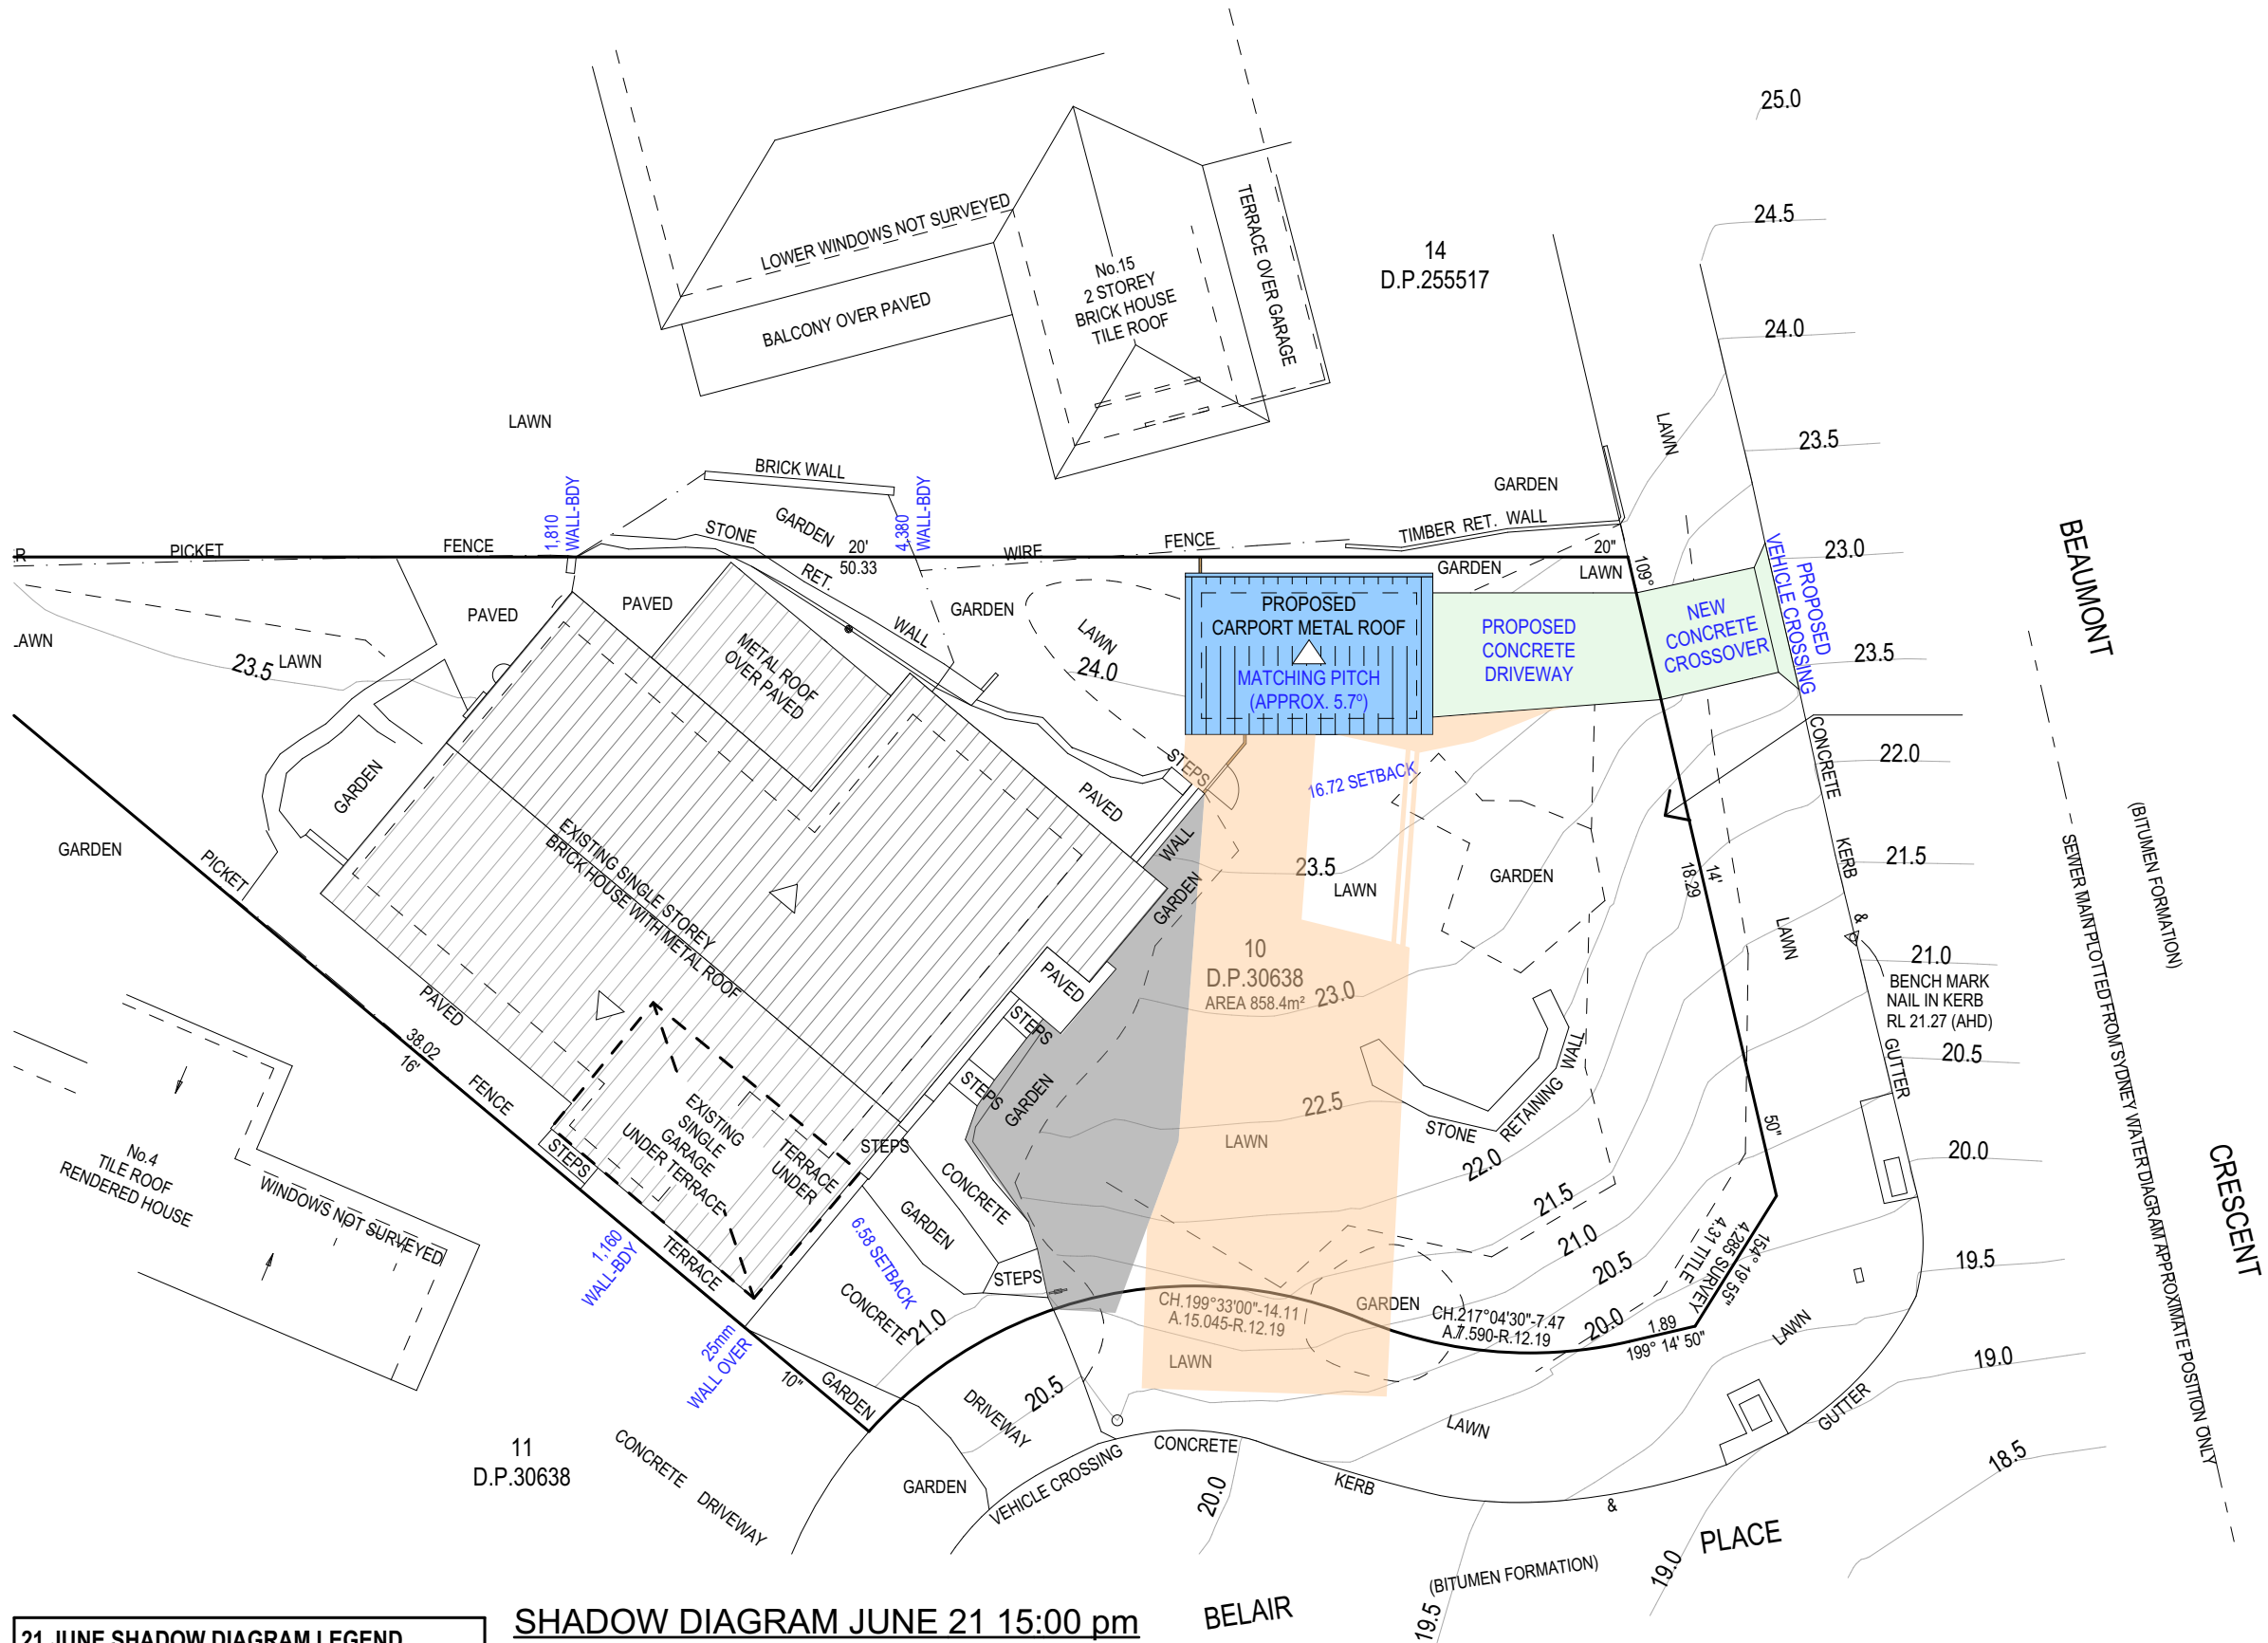 25.0
24.5
24.0
23.5
23.0
23.5
22.0
21.5
21.0
20.5
20.0
19.5
19.0
18.5
14
D.P.255517
LOWER WINDOWS NOT SURVEYED
BALCONY OVER PAVED
No.15
2 STOREY
BRICK HOUSE
TILE ROOF
TERRACE OVER GARAGE
LAWN
LAWN
BRICK WALL
GARDEN
1,810
WALL-BDY
4,380
WALL-BDY
GARDEN
STONE
RET.
WALL
TIMBER RET. WALL
R
PICKET
FENCE
20'
50.33
WIRE
FENCE
20"
109°
GARDEN
LAWN
PAVED
PAVED
GARDEN
LAWN
24.0
LAWN
23.5
LAWN
METAL ROOF
OVER PAVED
PROPOSED
CARPORT METAL ROOF
MATCHING PITCH
(APPROX. 5.7º)
PROPOSED
CONCRETE
DRIVEWAY
NEW
CONCRETE
CROSSOVER
PROPOSED
VEHICLE CROSSING
BEAUMONT
CRESCENT
(BITUMEN FORMATION)
SEWER MAIN PLOTTED FROM SYDNEY WATER DIAGRAM APPROXIMATE POSITION ONLY
GARDEN
GARDEN
PICKET
EXISTING SINGLE STOREY
BRICK HOUSE WITH METAL ROOF
PAVED
STEPS
16.72 SETBACK
WALL
GARDEN
23.5
LAWN
GARDEN
18.29
14'
50"
LAWN
CONCRETE
KERB
&
GUTTER
BENCH MARK
NAIL IN KERB
RL 21.27 (AHD)
10
D.P.30638
AREA 858.4m²
23.0
PAVED
STEPS
STEPS
GARDEN
22.5
LAWN
STONE
RETAINING WALL
22.0
21.5
21.0
20.5
20.0
PAVED
38.02
16'
FENCE
No.4
TILE ROOF
RENDERED HOUSE
WINDOWS NOT SURVEYED
EXISTING
SINGLE
GARAGE
UNDER TERRACE
TERRACE
UNDER
STEPS
STEPS
TERRACE
1,160
WALL-BDY
25mm
WALL OVER
10"
6.58 SETBACK
GARDEN
CONCRETE
STEPS
CONCRETE
21.0
GARDEN
CH.199°33'00"-14.11
A.15.045-R.12.19
GARDEN
CH.217°04'30"-7.47
A.7.590-R.12.19
1.89
199° 14' 50"
154° 19' 55"
4.285 SURVEY
4.31 TITLE
LAWN
LAWN
DRIVEWAY
20.5
LAWN
11
D.P.30638
CONCRETE
DRIVEWAY
GARDEN
VEHICLE CROSSING
CONCRETE
KERB
&
GUTTER
20.0
19.5
19.0
(BITUMEN FORMATION)
BELAIR
PLACE
SHADOW DIAGRAM JUNE 21 15:00 pm
21 JUNE SHADOW DIAGRAM LEGEND